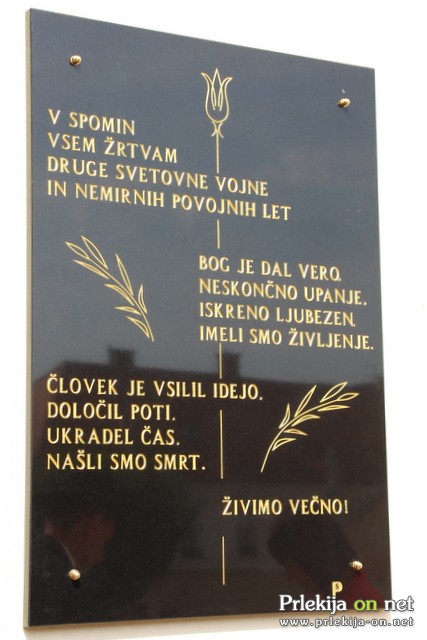 V SPOMIN
VSEM ŽRTVAM
DRUGE SVETOVNE VOJNE
IN NEMIRNIH POVOJNIH LET
BOG JE DAL VERO,
NESKONČNO UPANJE,
ISKRENO LJUBEZEN,
IMELI SMO ŽIVLJENJE.
ČLOVEK JE VSILIL IDEJO,
DOLOČIL POTI,
UKRADEL ČAS,
NAŠLI SMO SMRT.
ŽIVIMO VEČNO!
Prlekija on net
www.prlekija-on.net